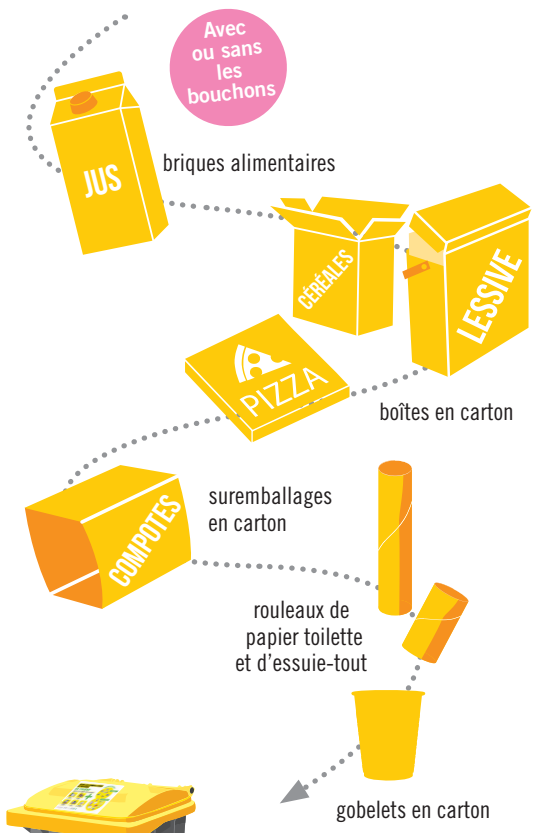 Avec
ou sans
les
bouchons
JUS
briques alimentaires
CÉRÉALES
LESSIVE
PIZZA
boîtes en carton
COMPOTES
suremballages
en carton
rouleaux de
papier toilette
et d'essuie-tout
gobelets en carton